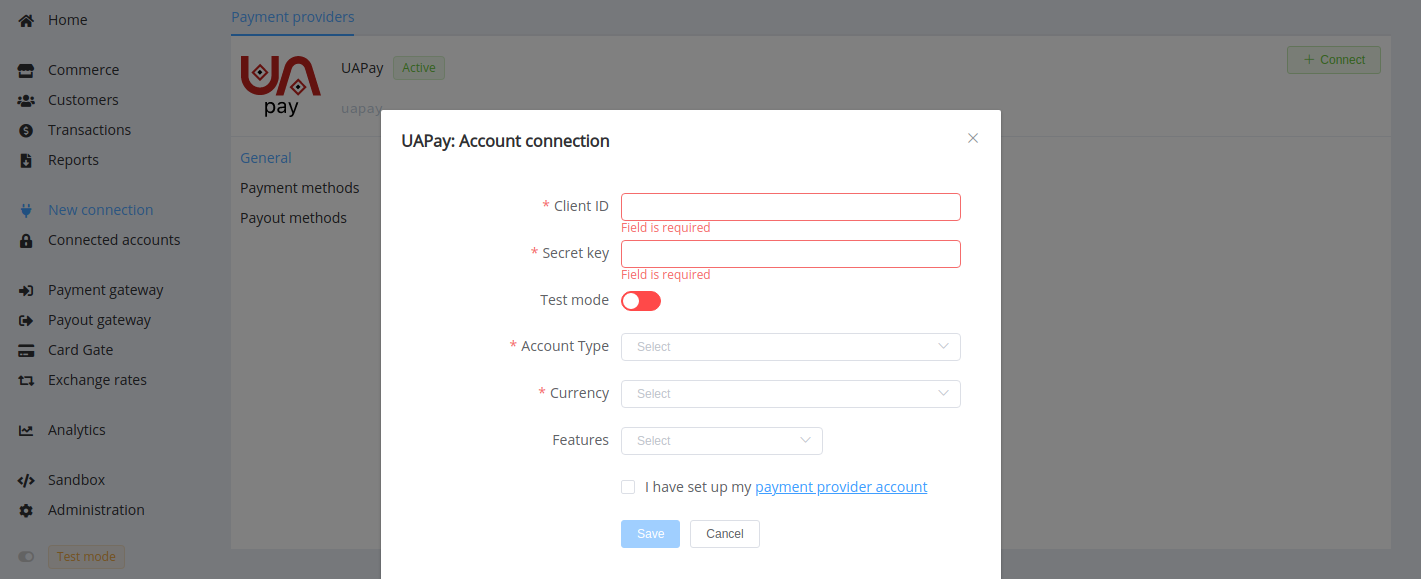 Home
Commerce
Customers
Transactions
Reports
New connection
Connected accounts
Payment gateway
Payout gateway
Card Gate
Exchange rates
Analytics
Sandbox
Administration
Test mode
Payment providers
UA
pay
UAPay Active
uapay
+ Connect
General
Payment methods
Payout methods
UAPay: Account connection
* Client ID
Field is required
* Secret key
Field is required
Test mode
* Account Type Select
* Currency Select
Features Select
I have set up my payment provider account
Save Cancel